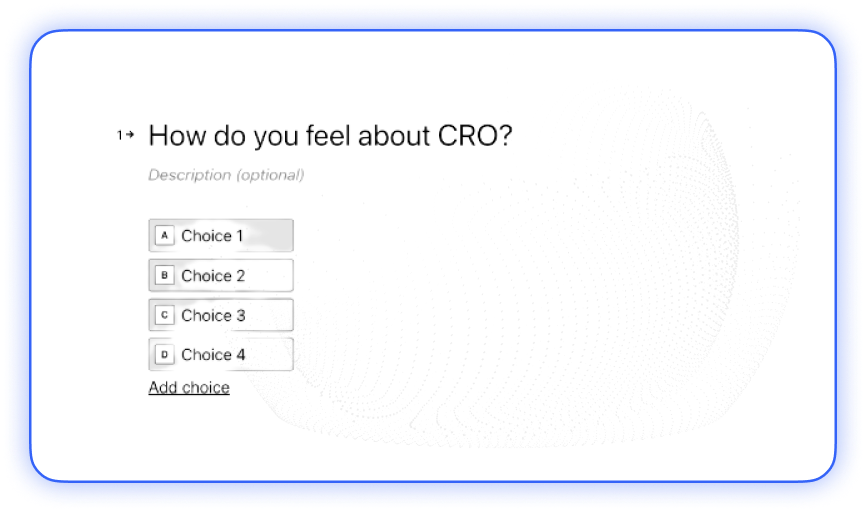 1→ How do you feel about CRO?
Description (optional)
A Choice 1
B Choice 2
C Choice 3
D Choice 4
Add choice